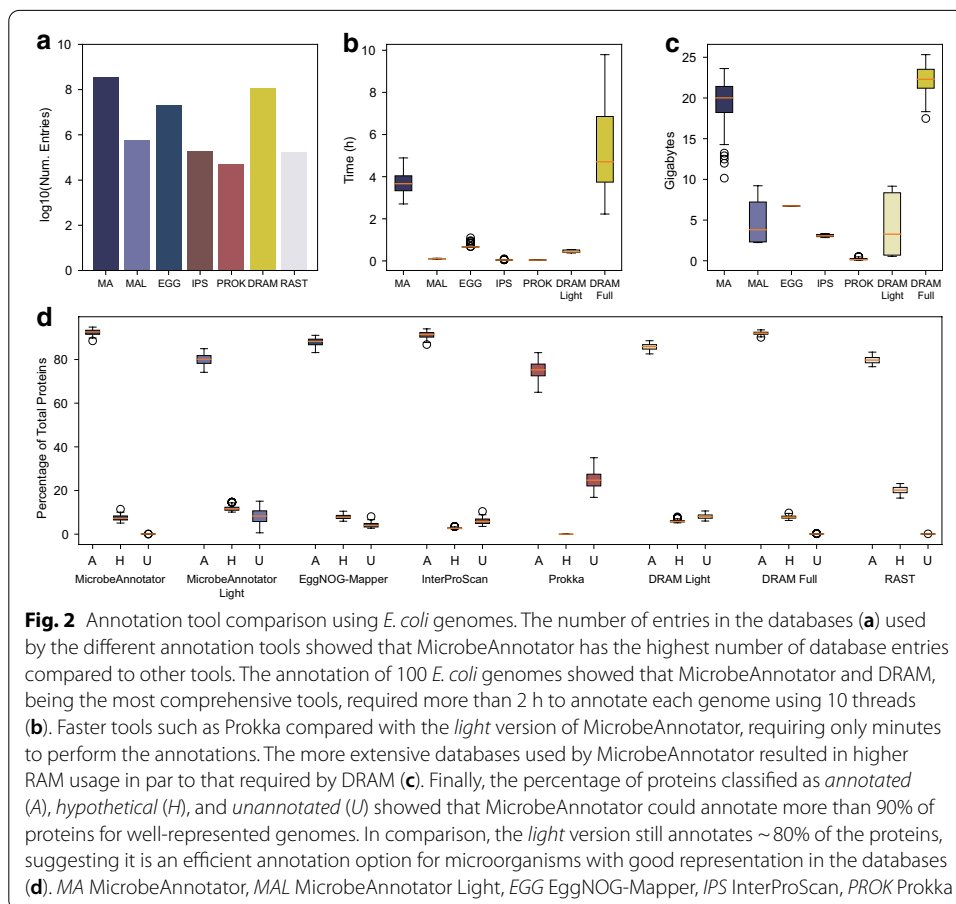 a
10
8
6
4
2
0
log10(Num. Entries)
MA MAL EGG IPS PROK DRAM RAST
b
10
8
6
4
2
0
Time (h)
MA MAL EGG IPS PROK DRAM Light DRAM Full
c
25
20
15
10
5
0
Gigabytes
MA MAL EGG IPS PROK DRAM Light DRAM Full
d
80
60
40
20
0
Percentage of Total Proteins
A H U A H U A H U A H U A H U A H U A H U A H U
MicrobeAnnotator MicrobeAnnotator Light EggNOG-Mapper InterProScan Prokka DRAM Light DRAM Full RAST
Fig. 2 Annotation tool comparison using E. coli genomes. The number of entries in the databases (a) used
by the different annotation tools showed that MicrobeAnnotator has the highest number of database entries
compared to other tools. The annotation of 100 E. coli genomes showed that MicrobeAnnotator and DRAM,
being the most comprehensive tools, required more than 2 h to annotate each genome using 10 threads
(b). Faster tools such as Prokka compared with the light version of MicrobeAnnotator, requiring only minutes
to perform the annotations. The more extensive databases used by MicrobeAnnotator resulted in higher
RAM usage in par to that required by DRAM (c). Finally, the percentage of proteins classified as annotated
(A), hypothetical (H), and unannotated (U) showed that MicrobeAnnotator could annotate more than 90% of
proteins for well-represented genomes. In comparison, the light version still annotates ~ 80% of the proteins,
suggesting it is an efficient annotation option for microorganisms with good representation in the databases
(d). MA MicrobeAnnotator, MAL MicrobeAnnotator Light, EGG EggNOG-Mapper, IPS InterProScan, PROK Prokka